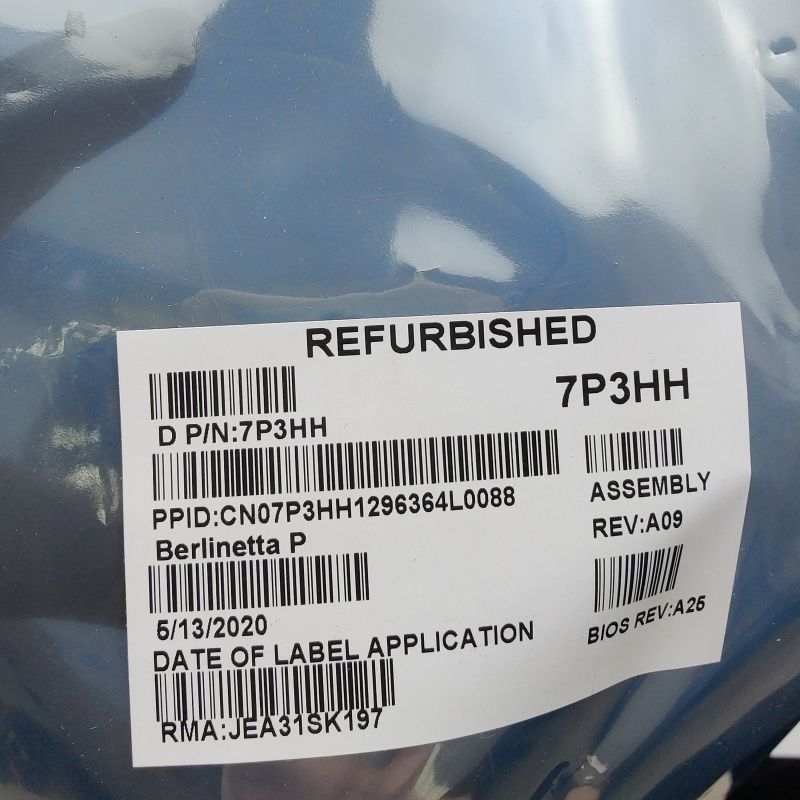 REFURBISHED
7P3HH
D P/N:7P3HH
PPID:CN07P3HH1296364L0088
ASSEMBLY
REV:A09
Berlinetta P
5/13/2020
BIOS REV:A25
DATE OF LABEL APPLICATION
RMA:JEA31SK197